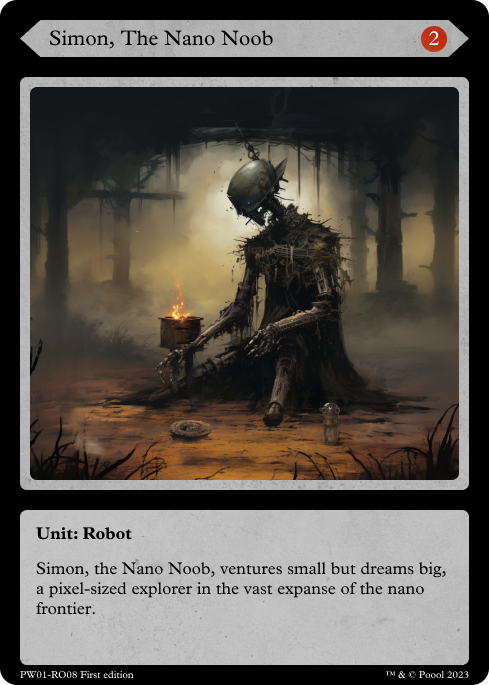 Simon, The Nano Noob
2
Unit: Robot
Simon, the Nano Noob, ventures small but dreams big,
a pixel-sized explorer in the vast expanse of the nano
frontier.
PW01-RO08 First edition
™ & © Poool 2023